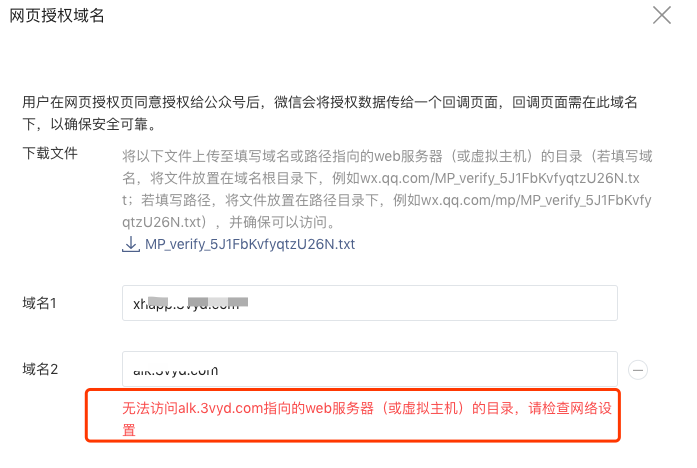 网页授权域名
用户在网页授权页同意授权给公众号后，微信会将授权数据传给一个回调页面，回调页面需在此域名
下，以确保安全可靠。
下载文件
将以下文件上传至填写域名或路径指向的web服务器（或虚拟主机）的目录（若填写域
名，将文件放置在域名根目录下，例如wx.qq.com/MP_verify_5J1FbKvfyqtzU26N.tx
t；若填写路径，将文件放置在路径目录下，例如wx.qq.com/mp/MP_verify_5J1FbKvfy
qtzU26N.txt），并确保可以访问。
MP_verify_5J1FbKvfyqtzU26N.txt
域名1
域名2
alk.3vyd.com
无法访问alk.3vyd.com指向的web服务器（或虚拟主机）的目录，请检查网络设
置